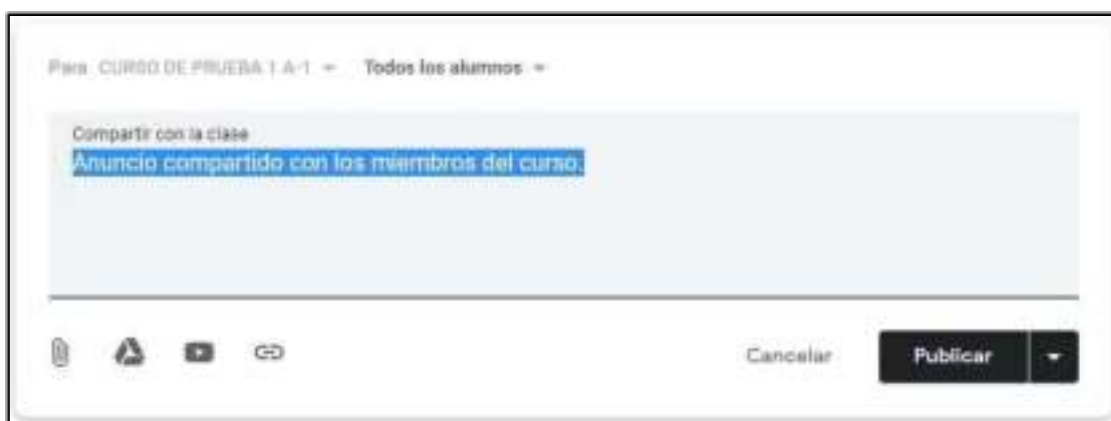 Para CURSO DE PRUEBA 1 A-1 Todos los alumnos
Compartir con la clase
Anuncio compartido con los miembros del curso.
Cancelar Publicar